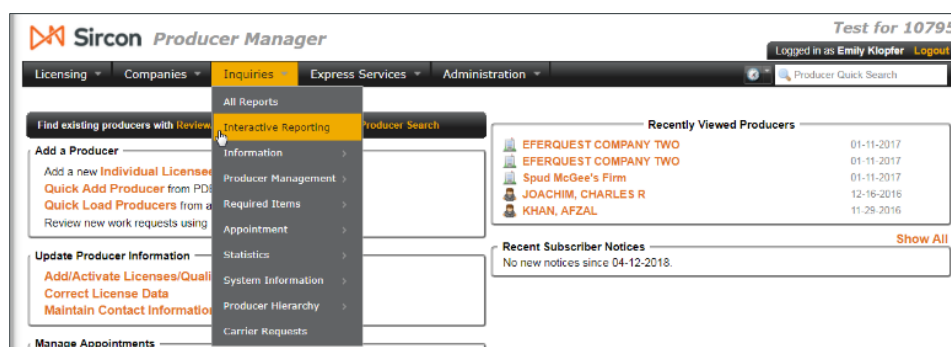 Sircon Producer Manager
Test for 10795
Logged in as Emily Klopfer Logout
Licensing Companies Inquiries Express Services Administration
Producer Quick Search
All Reports
Interactive Reporting
Information
Producer Management
Required Items
Appointment
Statistics
System Information
Producer Hierarchy
Carrier Requests
Find existing producers with Review Producer Search
Add a Producer
Add a new Individual License
Quick Add Producer from PD
Quick Load Producers from a
Review new work requests using
Update Producer Information
Add/Activate Licenses/Quali
Correct License Data
Maintain Contact Information
Manage Appointments
Recently Viewed Producers
EFERQUEST COMPANY TWO 01-11-2017
EFERQUEST COMPANY TWO 01-11-2017
Spud McGee's Firm 01-11-2017
JOACHIM, CHARLES R 12-16-2016
KHAN, AFZAL 11-29-2016
Show All
Recent Subscriber Notices
No new notices since 04-12-2018.